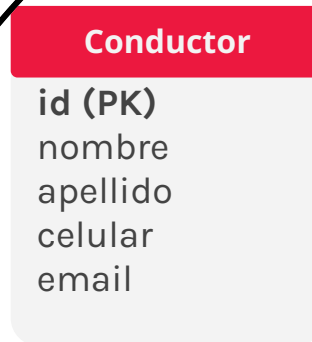 Conductor
id (PK)
nombre
apellido
celular
email